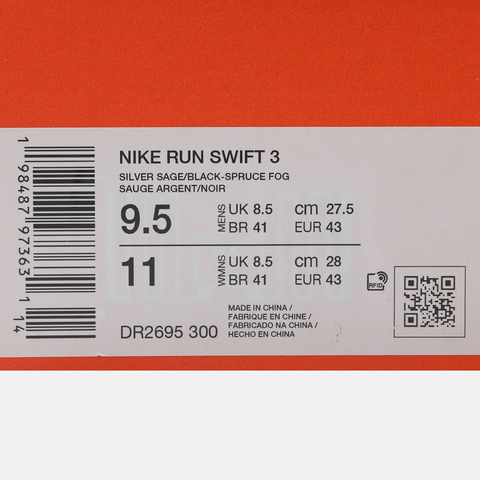 NIKE RUN SWIFT 3
SILVER SAGE/BLACK-SPRUCE FOG
SAUGE ARGENT/NOIR
9.5 MENS UK 8.5 cm 27.5
BR 41 EUR 43
11 WMNS UK 8.5 cm 28
BR 41 EUR 43
RFID
MADE IN CHINA /
FABRIQUE EN CHINE /
FABRICADO NA CHINA /
HECHO EN CHINA
DR2695 300
1 98487 97363 1 14